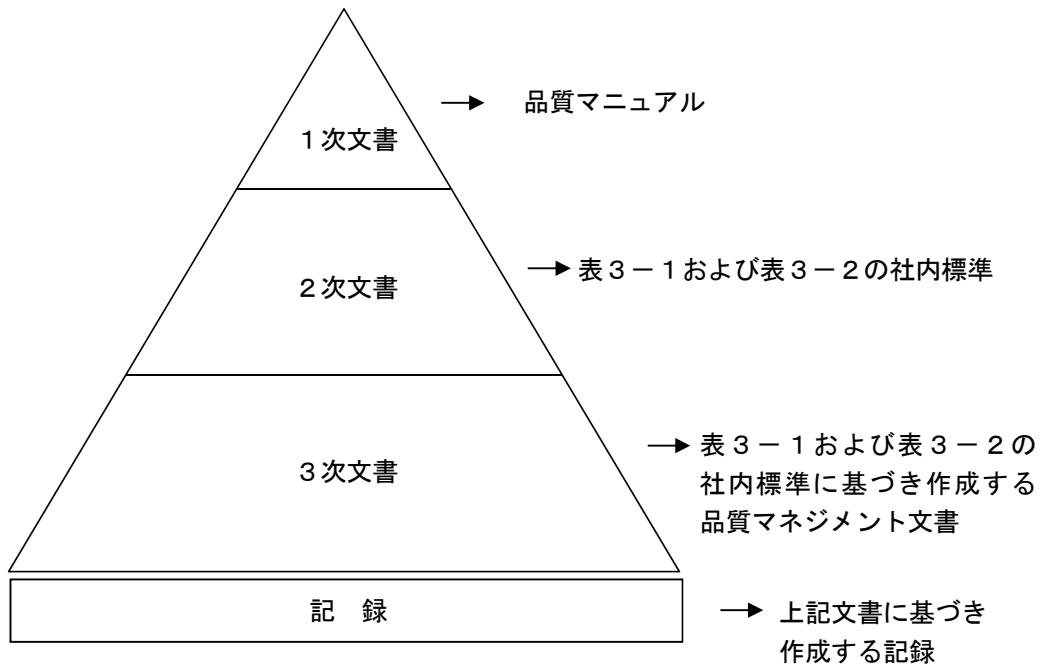 品質マニュアル
１次文書
表３－１および表３－２の社内標準
２次文書
表３－１および表３－２の
社内標準に基づき作成する
品質マネジメント文書
３次文書
記　録
上記文書に基づき
作成する記録